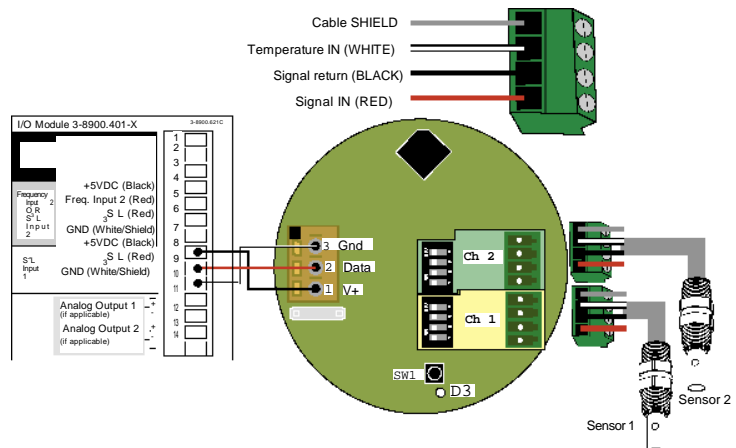 Cable SHIELD
Temperature IN (WHITE)
Signal return (BLACK)
Signal IN (RED)
I/O Module 3-8900.401-X
3-8900.621C
1
2
3
4
5
6
7
8
9
10
11
12
13
14
+5VDC (Black)
Freq. Input 2 (Red)
S3L (Red)
GND (White/Shield)
+5VDC (Black)
S3L (Red)
GND (White/Shield)
Frequency
Input 2
O R
S3L
Input
2
S3L
Input
1
Analog Output 1
(if applicable)
+
-
Analog Output 2
(if applicable)
+
-
3 Gnd
2 Data
1 V+
Ch 2
Ch 1
SW1
D3
Sensor 2
Sensor 1